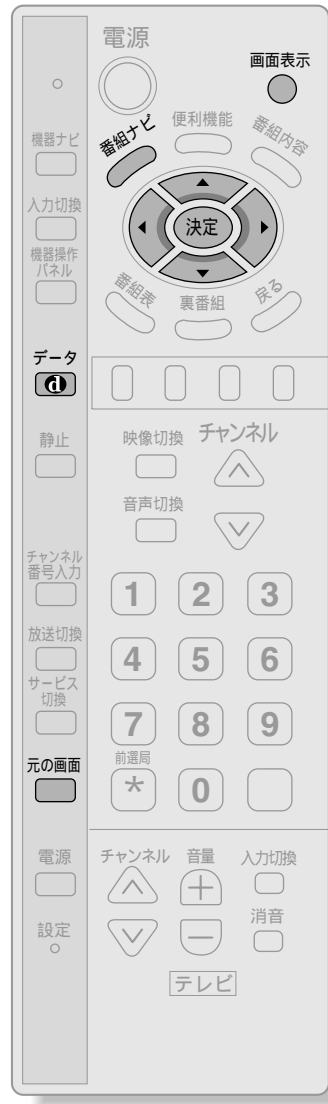 電源
画面表示
番組ナビ
便利機能
番組内容
機器ナビ
入力切換
機器操作
パネル
決定
番組表
裏番組
戻る
データ
d
静止
映像切換
チャンネル
音声切換
チャンネル
番号入力
1 2 3
放送切換
4 5 6
サービス
切換
7 8 9
元の画面
前選局
* 0
電源
チャンネル
音量
入力切換
+
設定
−
消音
テレビ